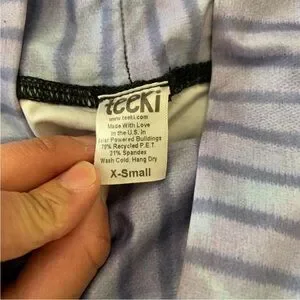 teeki
www.teeki.com
Made With Love
in the U.S. In
Solar Powered Buildings
79% Recycled P.E.T.
21% Spandex
Wash Cold, Hang Dry
X-Small